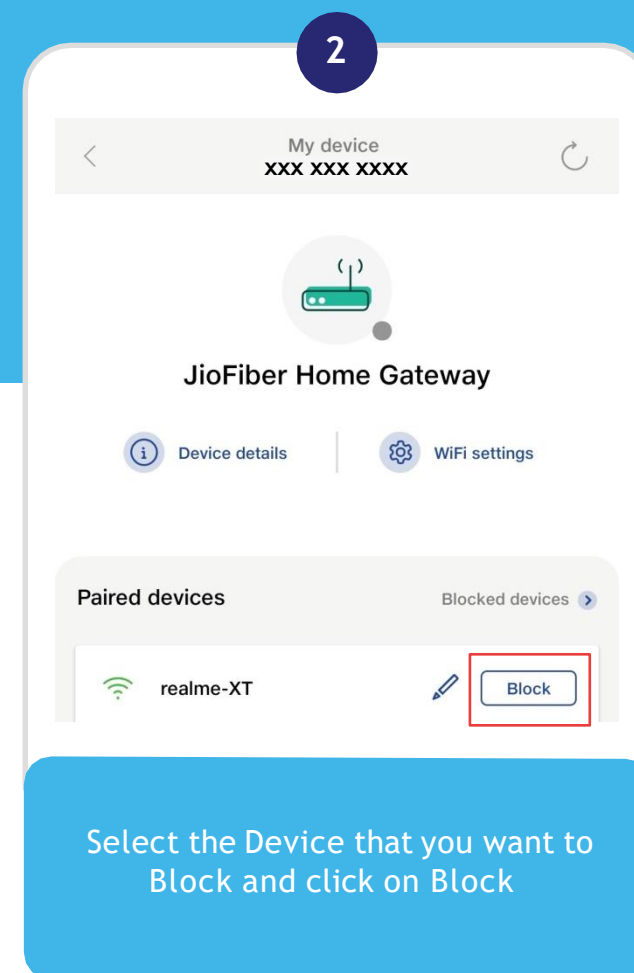 2
My device
xxx xxx xxxx
JioFiber Home Gateway
Device details
WiFi settings
Paired devices
Blocked devices
realme-XT
Block
Select the Device that you want to
Block and click on Block